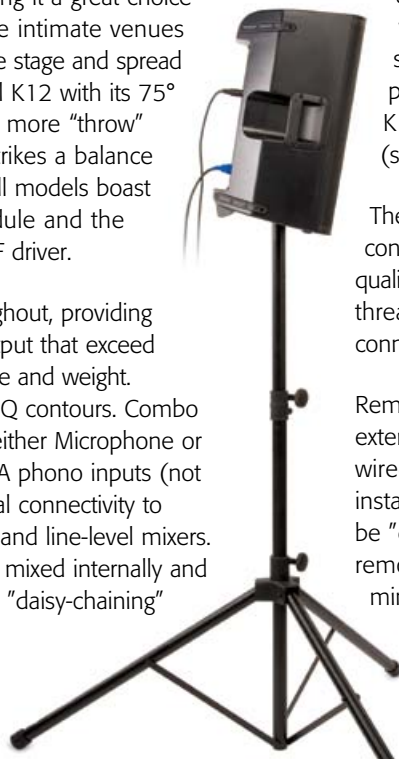 ing it a great choice
e intimate venues
e stage and spread
l K12 with its 75°
more “throw”
rikes a balance
ll models boast
dule and the
F driver.
ghout, providing
put that exceed
e and weight.
Q contours. Combo
either Microphone or
A phono inputs (not
al connectivity to
and line-level mixers.
mixed internally and
"daisy-chaining"
s
p
K
(s
The
con
quali
threa
conn
Rem
exter
wire
insta
be "
remo
min